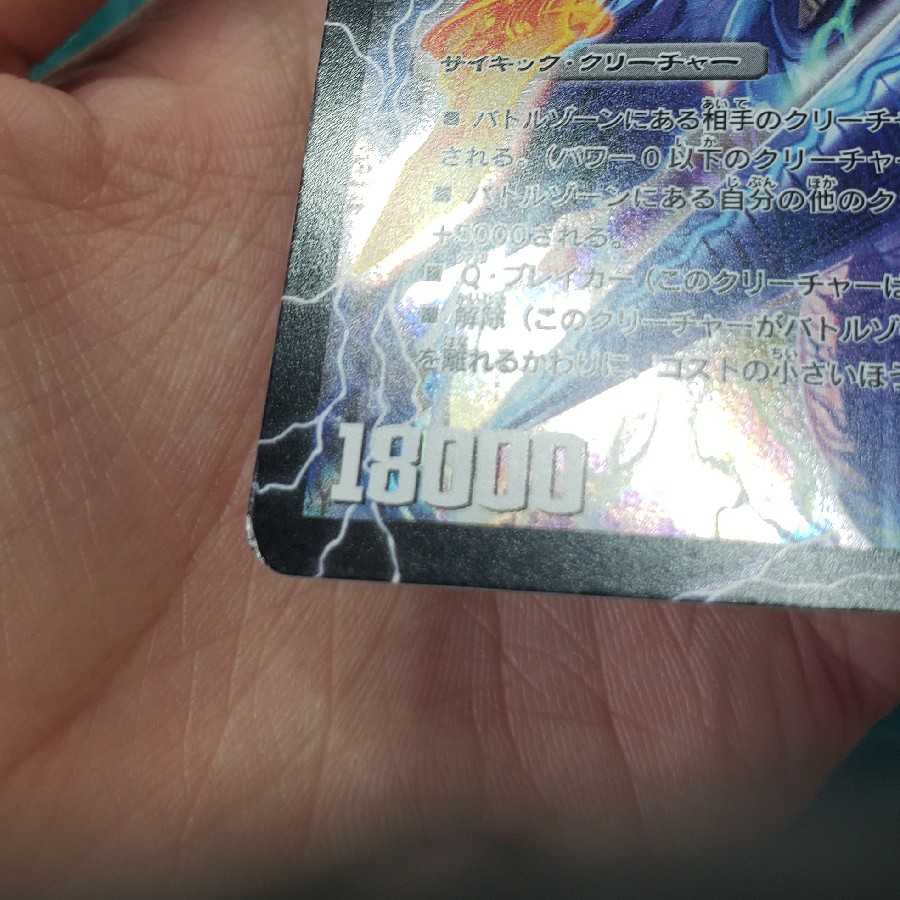 サイキック・クリーチャー
■ バトルゾーンにある相手のクリーチャー
される。(パワー0以下のクリーチャー
■ バトルゾーンにある自分の他のク
+5000される。
■ Q・ブレイカー(このクリーチャーは
■ 解除(このクリーチャーがバトルゾ
を離れるかわりに、コストの小さいほう
18000